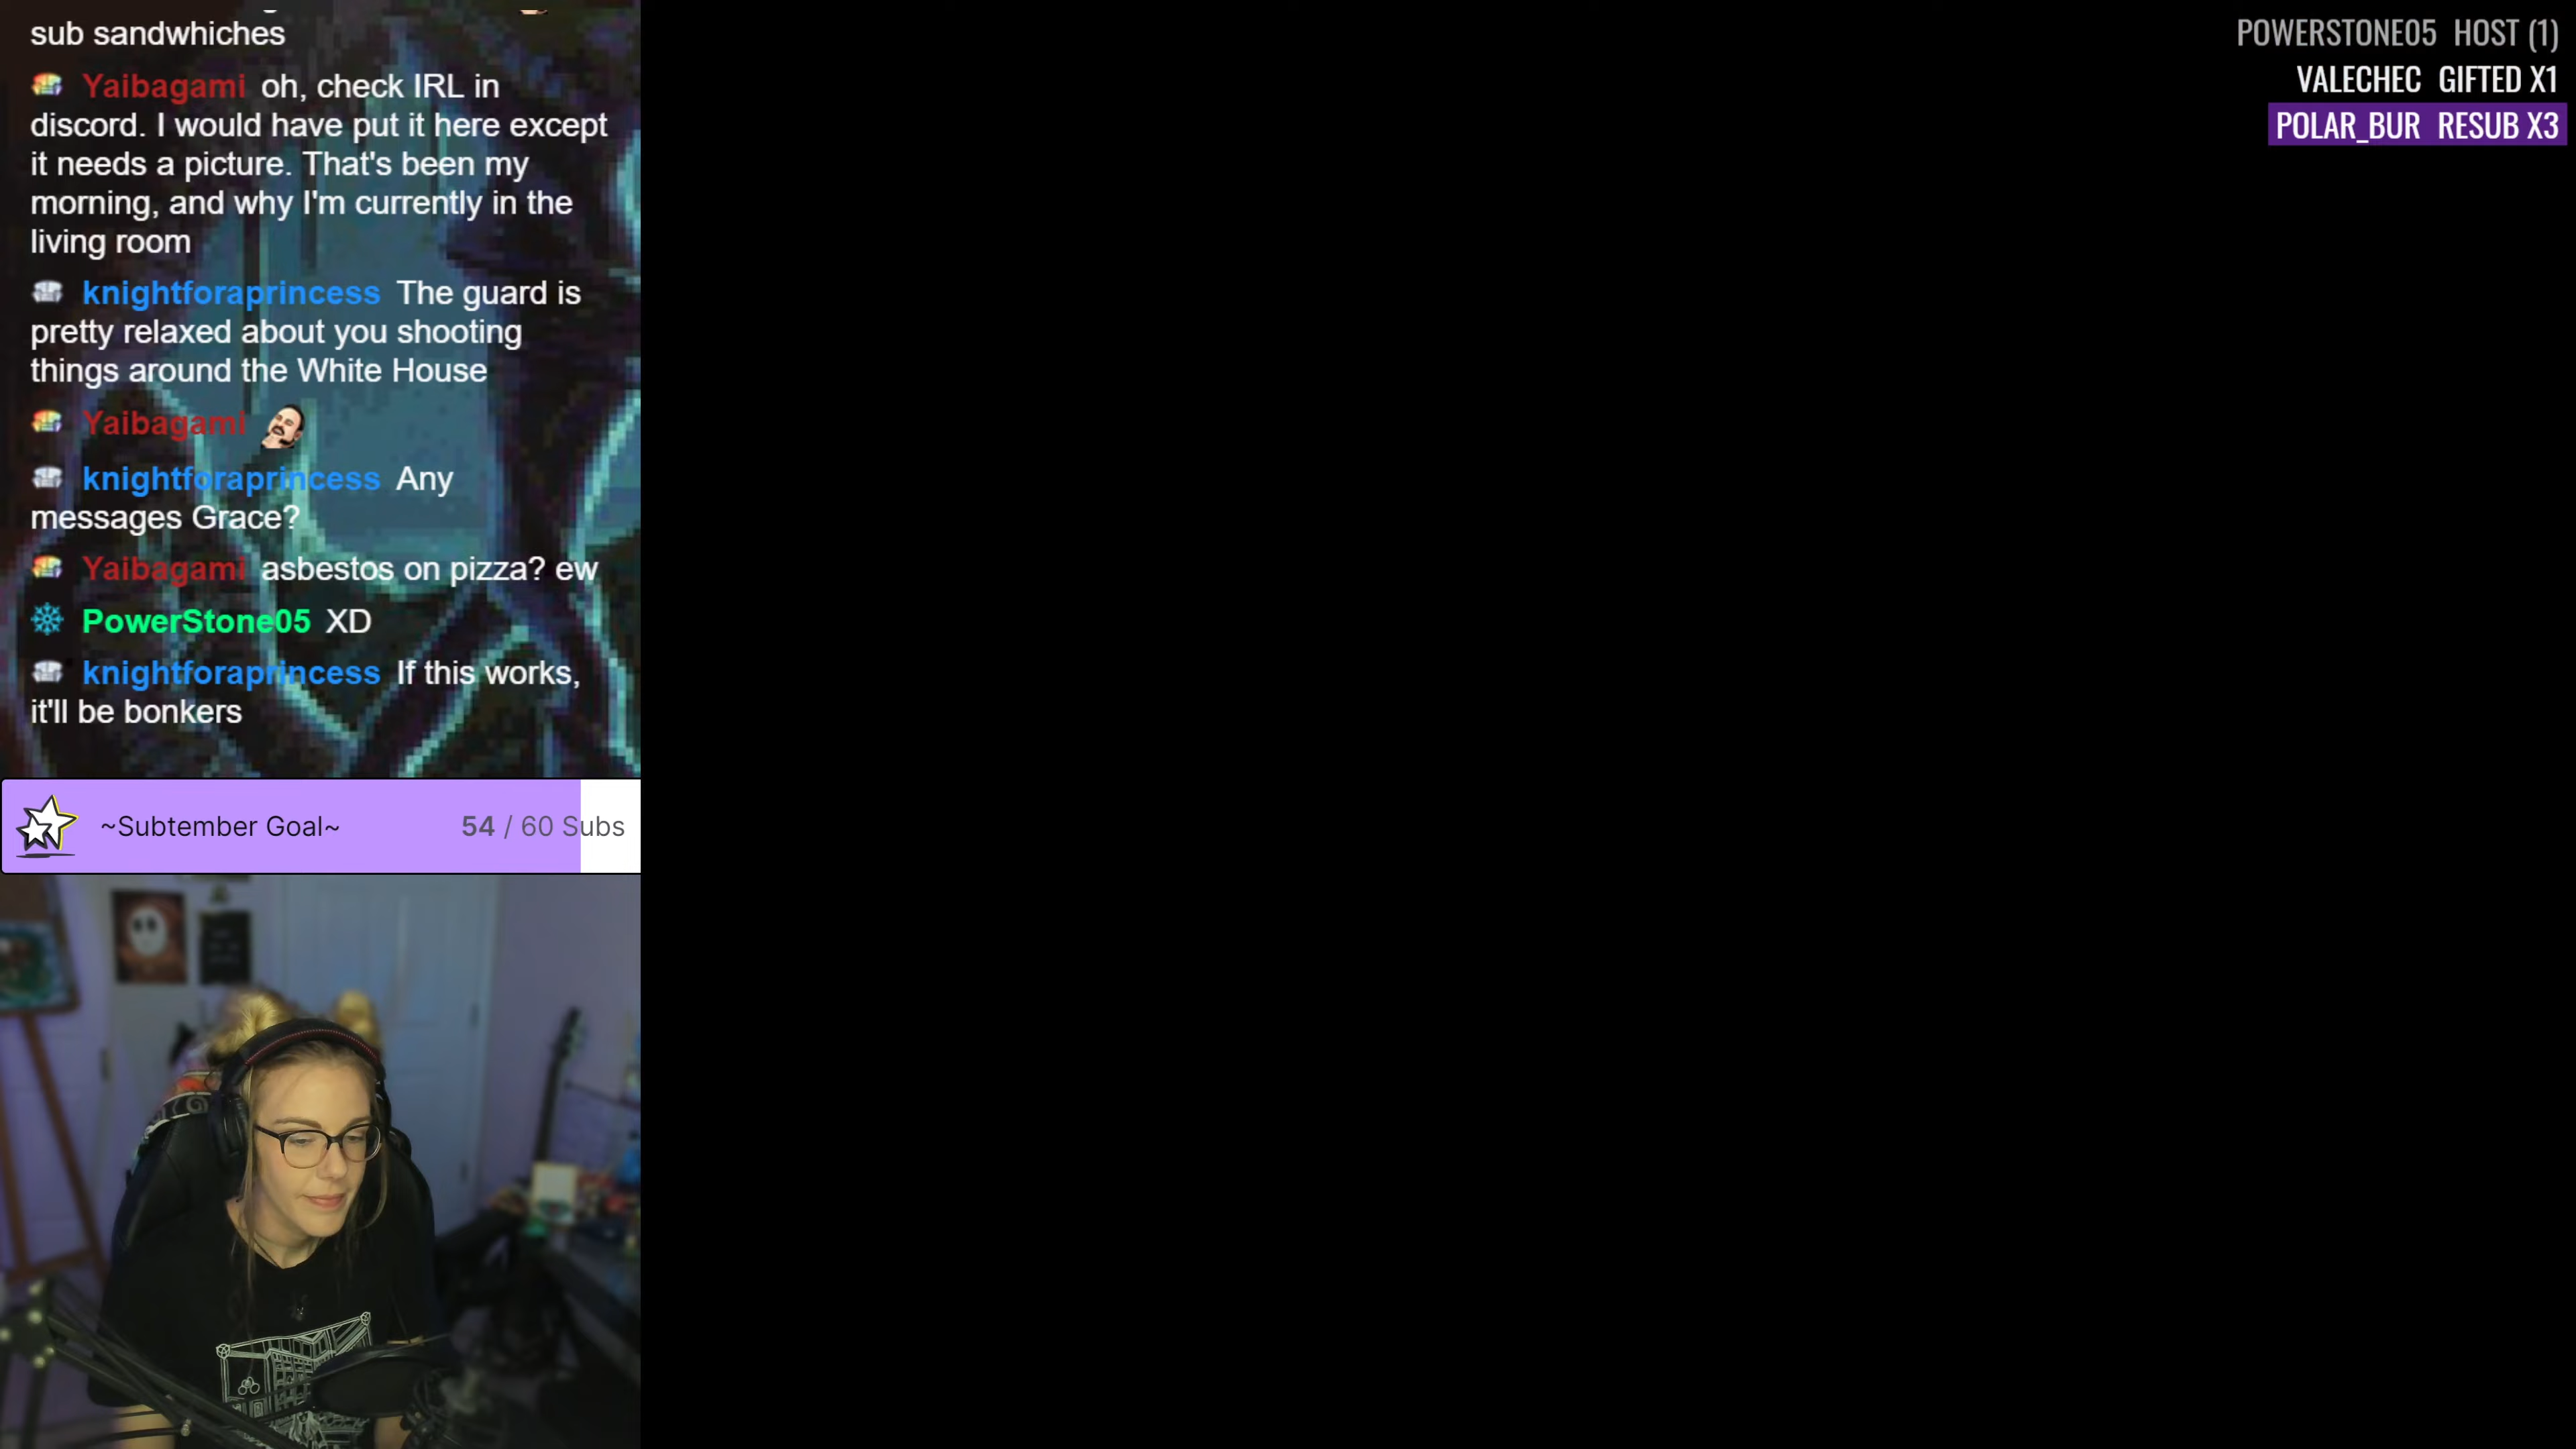 sub sandwhiches
Yaibagami oh, check IRL in
discord. I would have put it here except
it needs a picture. That's been my
morning, and why I'm currently in the
living room
knightforaprincess The guard is
pretty relaxed about you shooting
things around the White House
Yaibagami
knightforaprincess Any
messages Grace?
Yaibagami asbestos on pizza? ew
PowerStone05 XD
knightforaprincess If this works,
it'll be bonkers
~Subtember Goal~ 54 / 60 Subs
POWERSTONE05 HOST (1)
VALECHEC GIFTED X1
POLAR_BUR RESUB X3